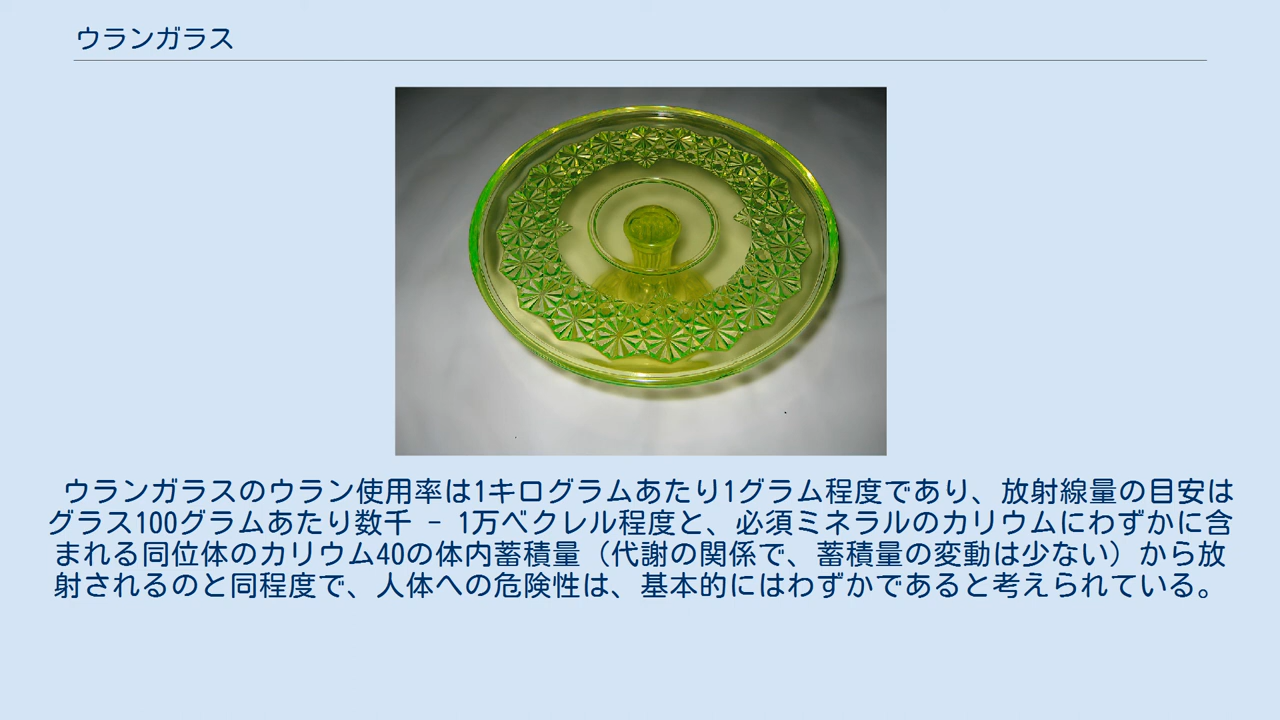 ウランガラス
ウランガラスのウラン使用率は1キログラムあたり1グラム程度であり、放射線量の目安は
グラス100グラムあたり数千 - 1万ベクレル程度と、必須ミネラルのカリウムにわずかに含
まれる同位体のカリウム40の体内蓄積量（代謝の関係で、蓄積量の変動は少ない）から放
射されるのと同程度で、人体への危険性は、基本的にはわずかであると考えられている。